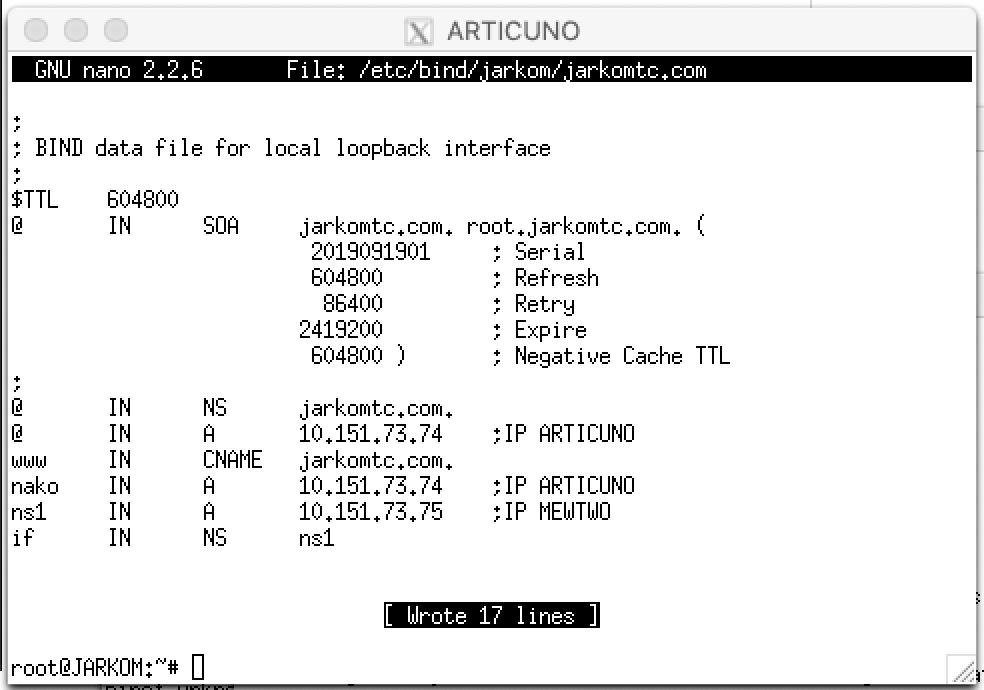 ARTICUNO
GNU nano 2.2.6 File: /etc/bind/jarkom/jarkomtc.com
;
; BIND data file for local loopback interface
;
$TTL 604800
@ IN SOA jarkomtc.com. root.jarkomtc.com. (
2019091901 ; Serial
604800 ; Refresh
86400 ; Retry
2419200 ; Expire
604800 ) ; Negative Cache TTL
;
@ IN NS jarkomtc.com.
@ IN A 10.151.73.74 ;IP ARTICUNO
www IN CNAME jarkomtc.com.
nako IN A 10.151.73.74 ;IP ARTICUNO
ns1 IN A 10.151.73.75 ;IP MEWTWO
if IN NS ns1
[ Wrote 17 lines ]
root@JARKOM:~#